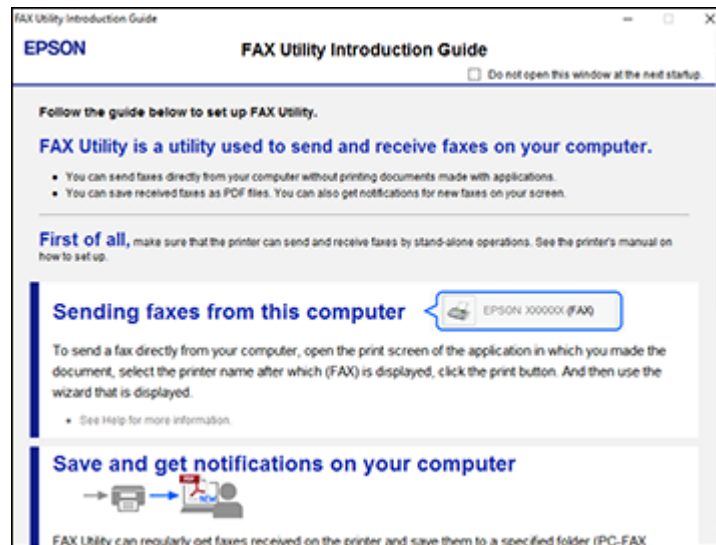 FAX Utility Introduction Guide
EPSON
FAX Utility Introduction Guide
Do not open this window at the next startup.
Follow the guide below to set up FAX Utility.
FAX Utility is a utility used to send and receive faxes on your computer.
• You can send faxes directly from your computer without printing documents made with applications.
• You can save received faxes as PDF files. You can also get notifications for new faxes on your screen.
First of all, make sure that the printer can send and receive faxes by stand-alone operations. See the printer's manual on
how to set up.
Sending faxes from this computer
EPSON XXXXXX (FAX)
To send a fax directly from your computer, open the print screen of the application in which you made the
document, select the printer name after which (FAX) is displayed, click the print button. And then use the
wizard that is displayed.
• See Help for more information.
Save and get notifications on your computer
PDF
NEW
FAX Utility can regularly get faxes received on the printer and save them to a specified folder (PC-FAX